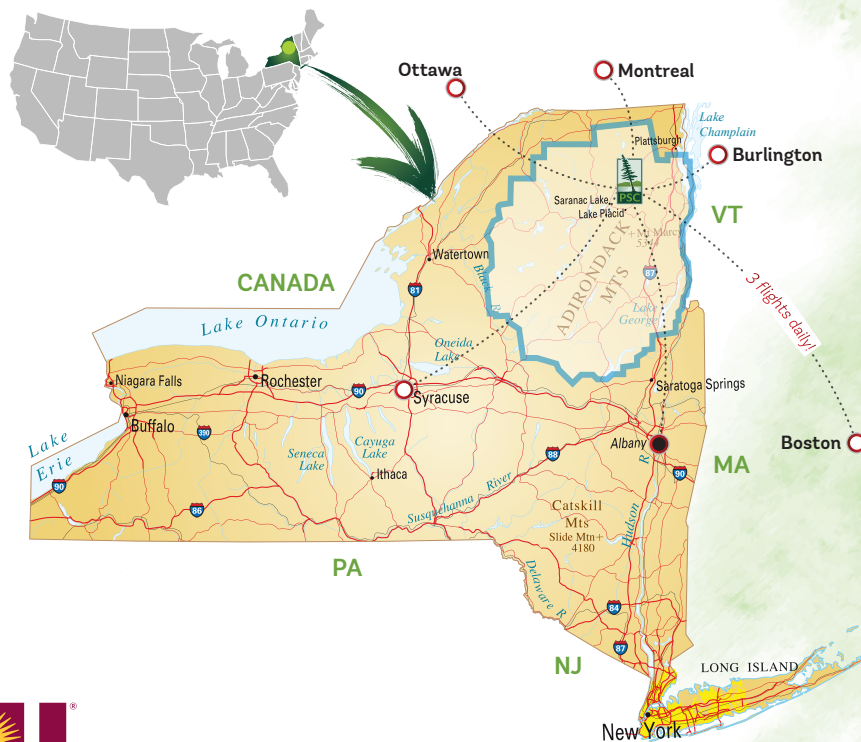 Ottawa
Montreal
Lake
Champlain
Plattsburgh
Burlington
PSC
Saranac Lake,
Lake Placid
VT
+Mt Marcy
5344
Watertown
CANADA
ADIRONDACK
MTS
87
81
Black R
3 flights daily!
Lake Ontario
Lake
George
Oneida
Lake
Niagara Falls
Rochester
90
Syracuse
Saratoga Springs
Buffalo
390
Lake
Erie
Seneca
Lake
Cayuga
Lake
Albany
Boston
MA
88
90
R
Ithaca
90
86
Susquehanna River
Catskill
Mts
Slide Mtn+
4180
Hudson
PA
Delaware R
84
87
NJ
LONG ISLAND
New York
®